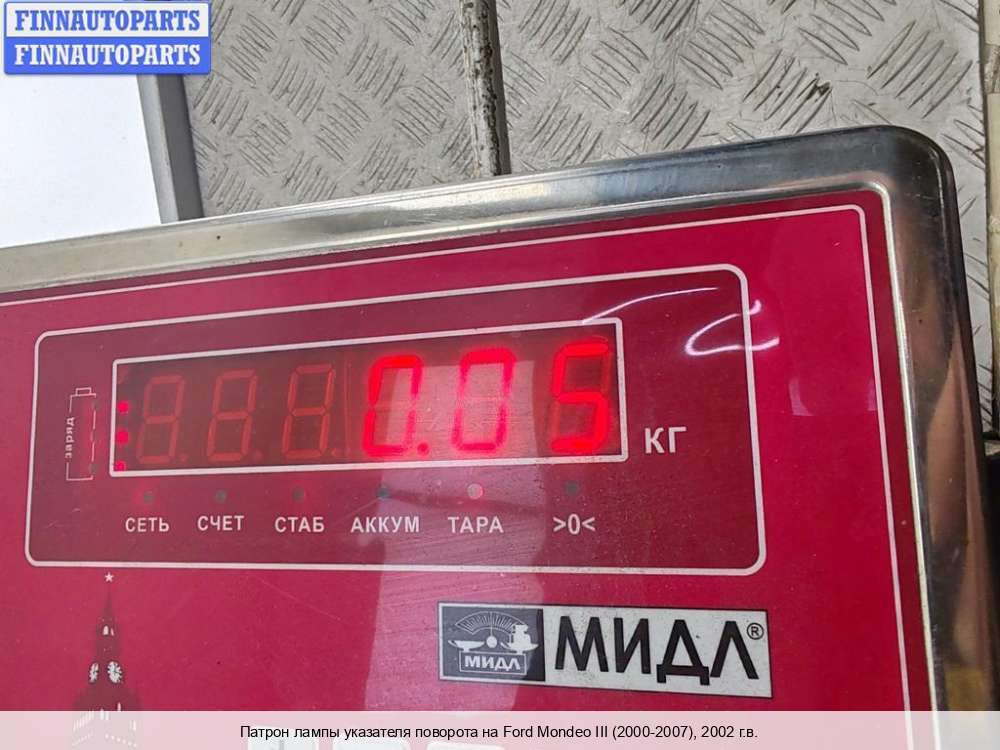 FINNAUTOPARTS
FINNAUTOPARTS
заряд
0.05
КГ
СЕТЬ СЧЕТ СТАБ АККУМ ТАРА >0<
МИДЛ МИДЛ®
Патрон лампы указателя поворота на Ford Mondeo III (2000-2007), 2002 г.в.